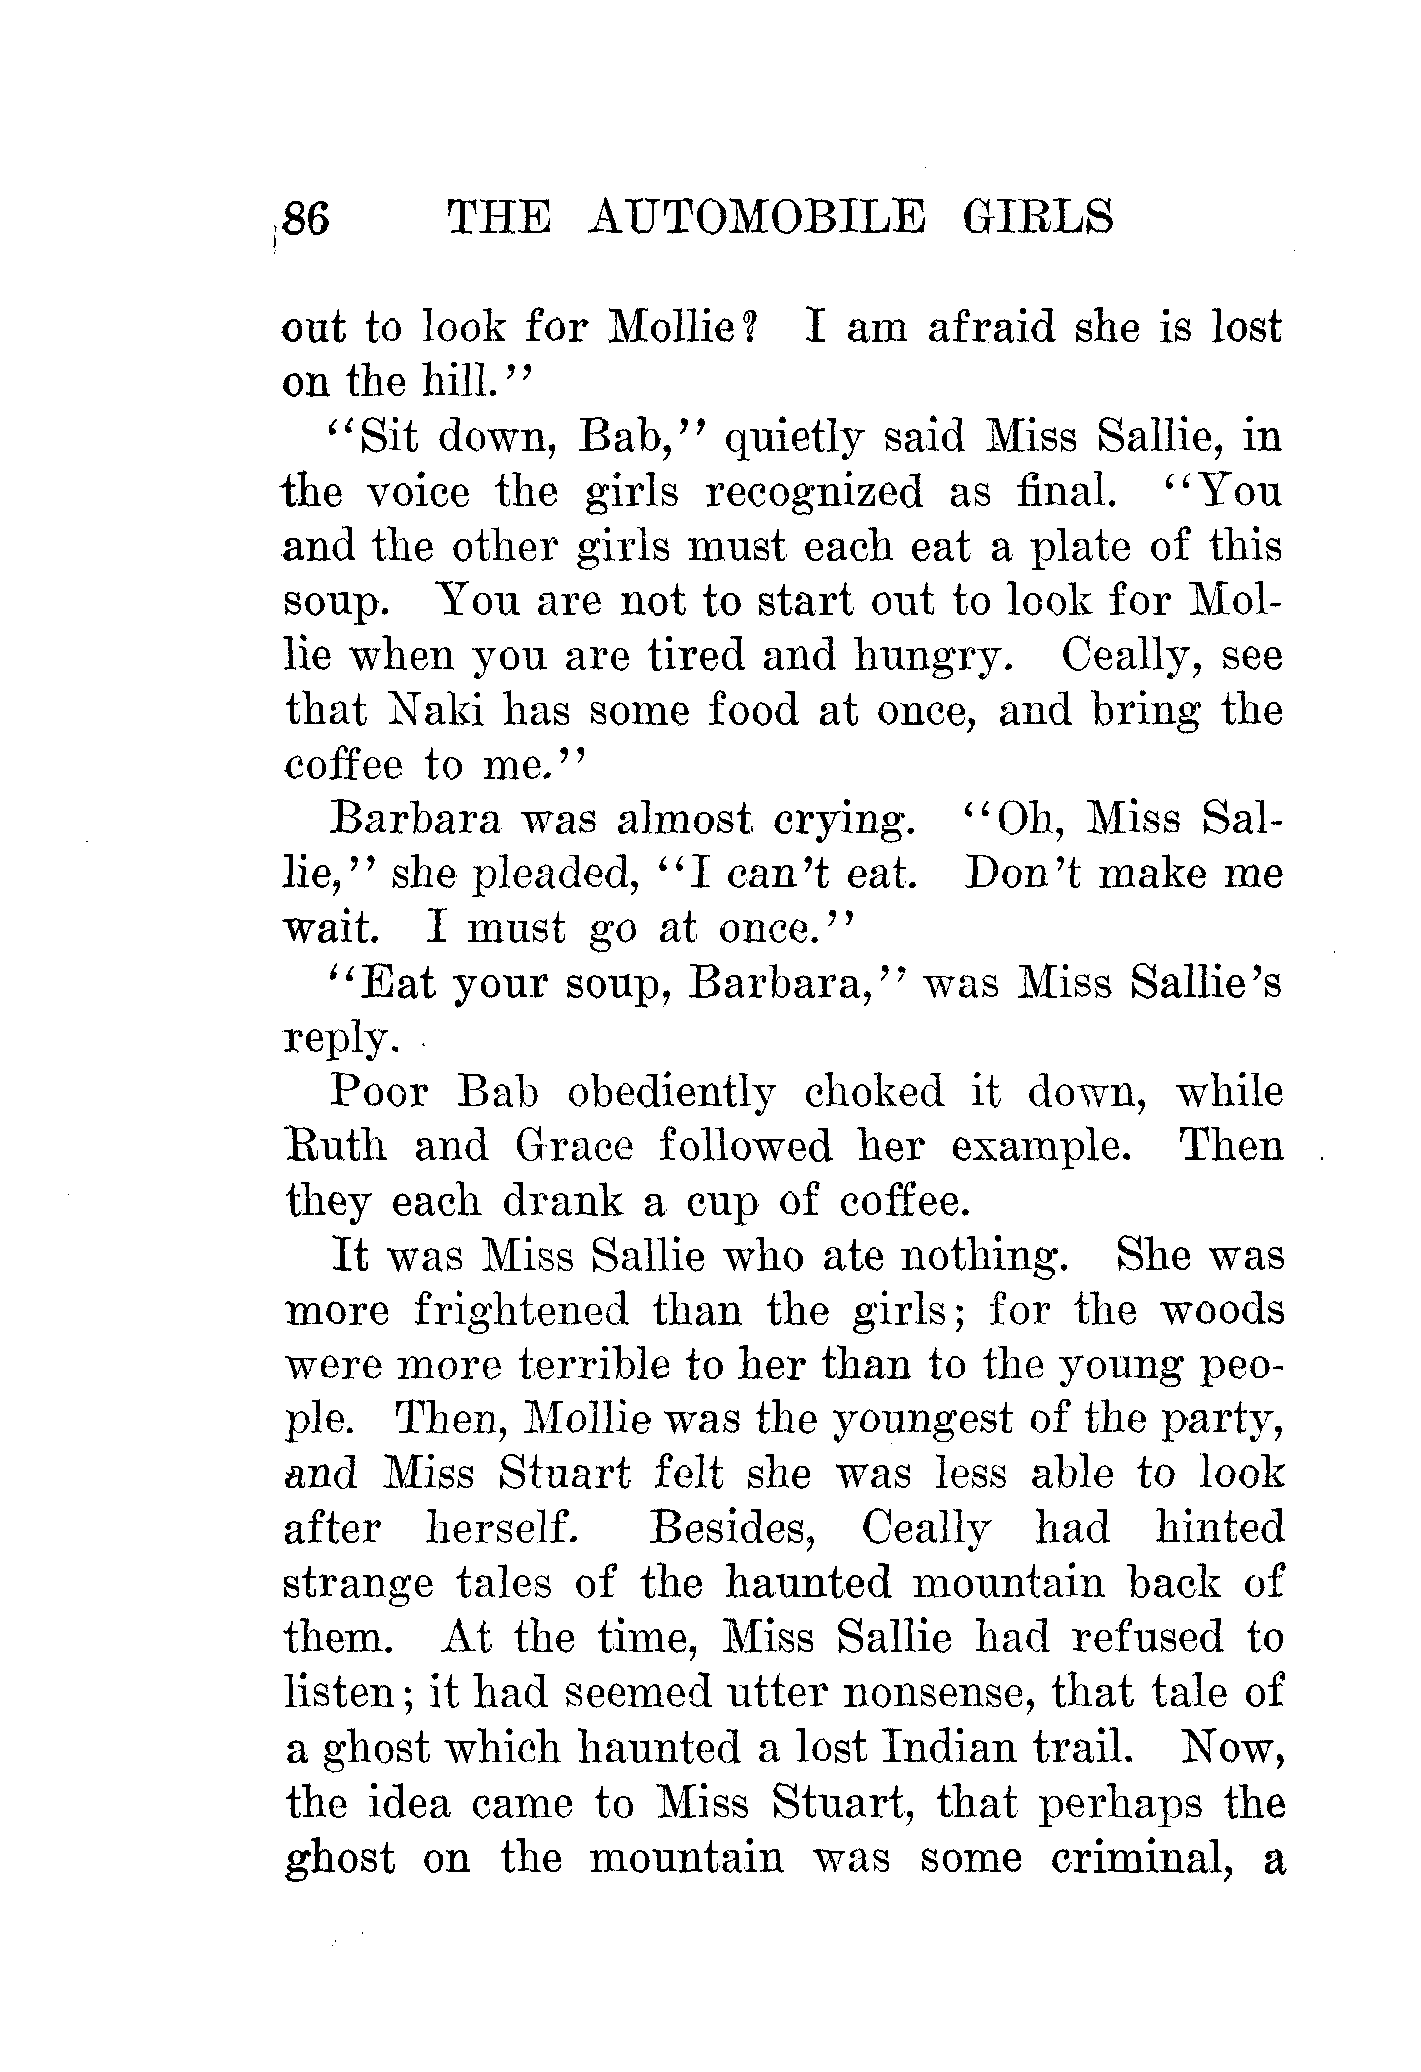 86 THE AUTOMOBILE GIRLS
out to look for Mollie? I am afraid she is lost
on the hill."
"Sit down, Bab," quietly said Miss Sallie, in
the voice the girls recognized as final. "You
and the other girls must each eat a plate of this
soup. You are not to start out to look for Mol-
lie when you are tired and hungry. Ceally, see
that Naki has some food at once, and bring the
coffee to me."
Barbara was almost crying. "Oh, Miss Sal-
lie," she pleaded, "I can't eat. Don't make me
wait. I must go at once."
"Eat your soup, Barbara," was Miss Sallie's
reply.
Poor Bab obediently choked it down, while
Ruth and Grace followed her example. Then
they each drank a cup of coffee.
It was Miss Sallie who ate nothing. She was
more frightened than the girls; for the woods
were more terrible to her than to the young peo-
ple. Then, Mollie was the youngest of the party,
and Miss Stuart felt she was less able to look
after herself. Besides, Ceally had hinted
strange tales of the haunted mountain back of
them. At the time, Miss Sallie had refused to
listen; it had seemed utter nonsense, that tale of
a ghost which haunted a lost Indian trail. Now,
the idea came to Miss Stuart, that perhaps the
ghost on the mountain was some criminal, a